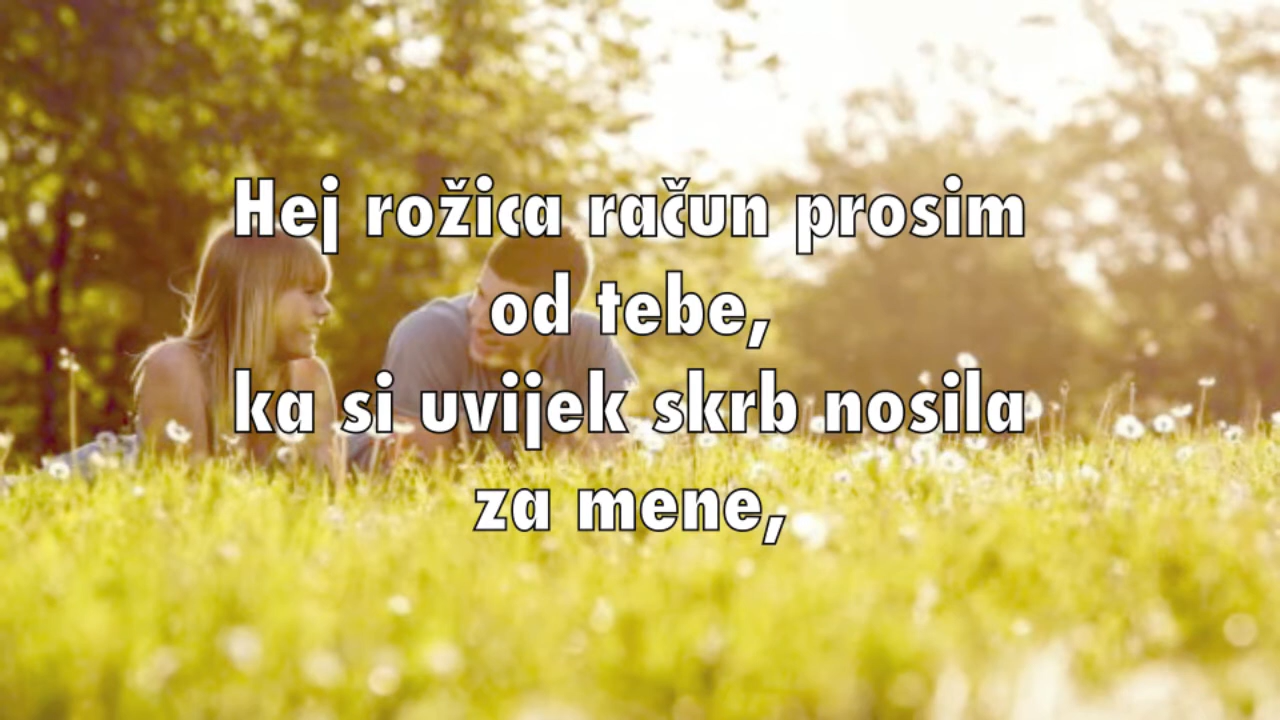 Hej rožica račun prosim
od tebe,
ka si uvijek skrb nosila
za mene,